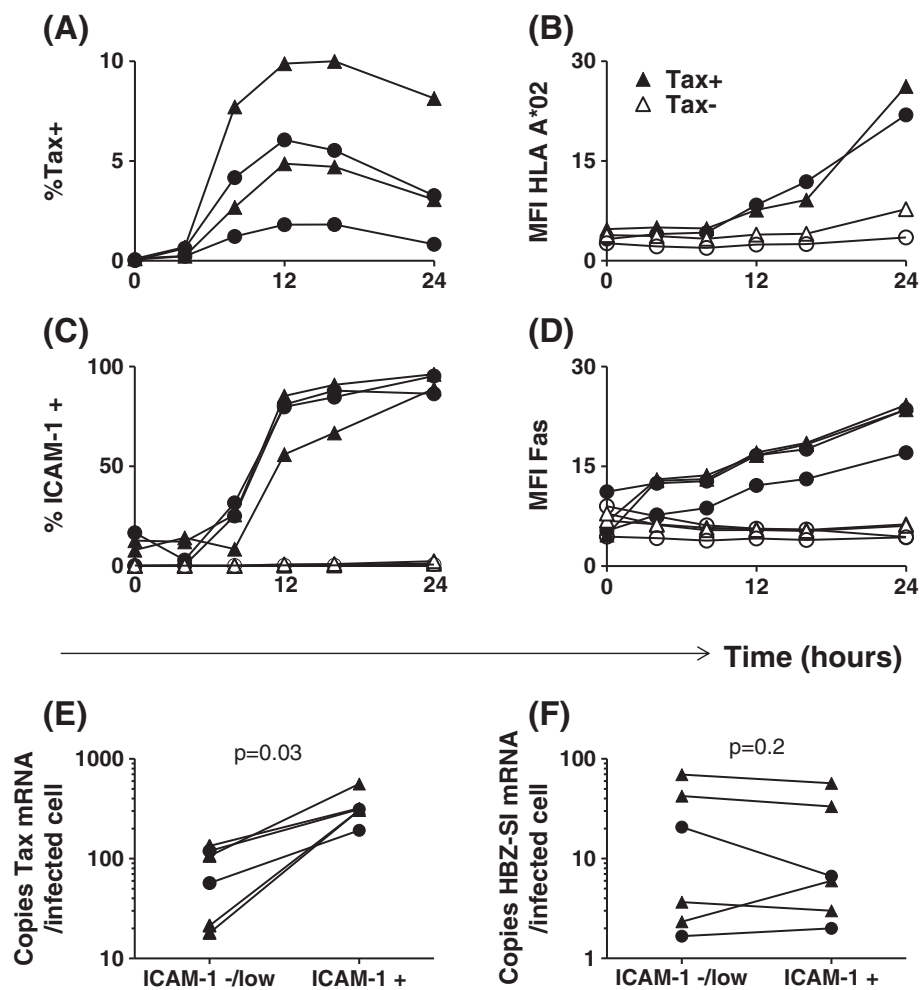 (A)
10
5
0
%Tax+
0 12 24
(B)
30
15
0
MFI HLA A*02
Tax+
Tax-
0 12 24
(C)
100
50
0
% ICAM-1 +
0 12 24
(D)
30
15
0
MFI Fas
0 12 24
Time (hours)
(E)
p=0.03
1000
100
10
Copies Tax mRNA
/infected cell
ICAM-1 -/low ICAM-1 +
(F)
p=0.2
100
10
1
Copies HBZ-SI mRNA
/infected cell
ICAM-1 -/low ICAM-1 +